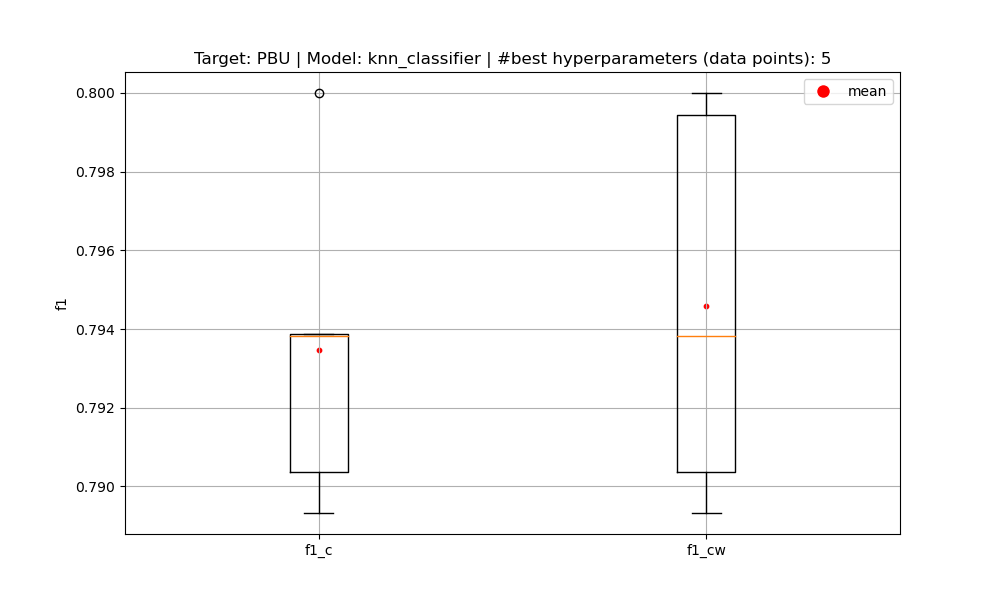 Target: PBU | Model: knn_classifier | #best hyperparameters (data points): 5
mean
0.800
0.798
0.796
0.794
0.792
0.790
f1
f1_c
f1_cw